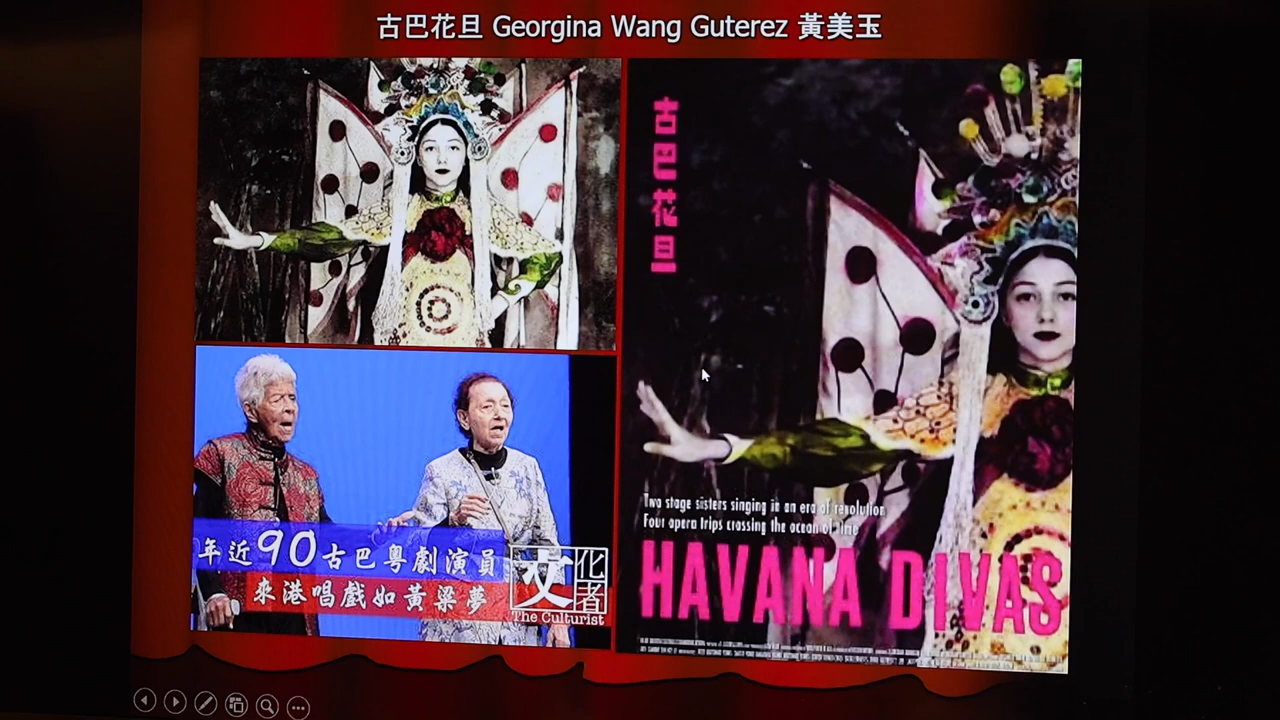 古巴花旦 Georgina Wang Guterez 黃美玉
古巴花旦
年近90古巴粵劇演員
來港唱戲如黃粱夢
文化者
The Culturist
Two stage sisters singing in an era of revolution
Four opera trips crossing the ocean of time
HAVANA DIVAS